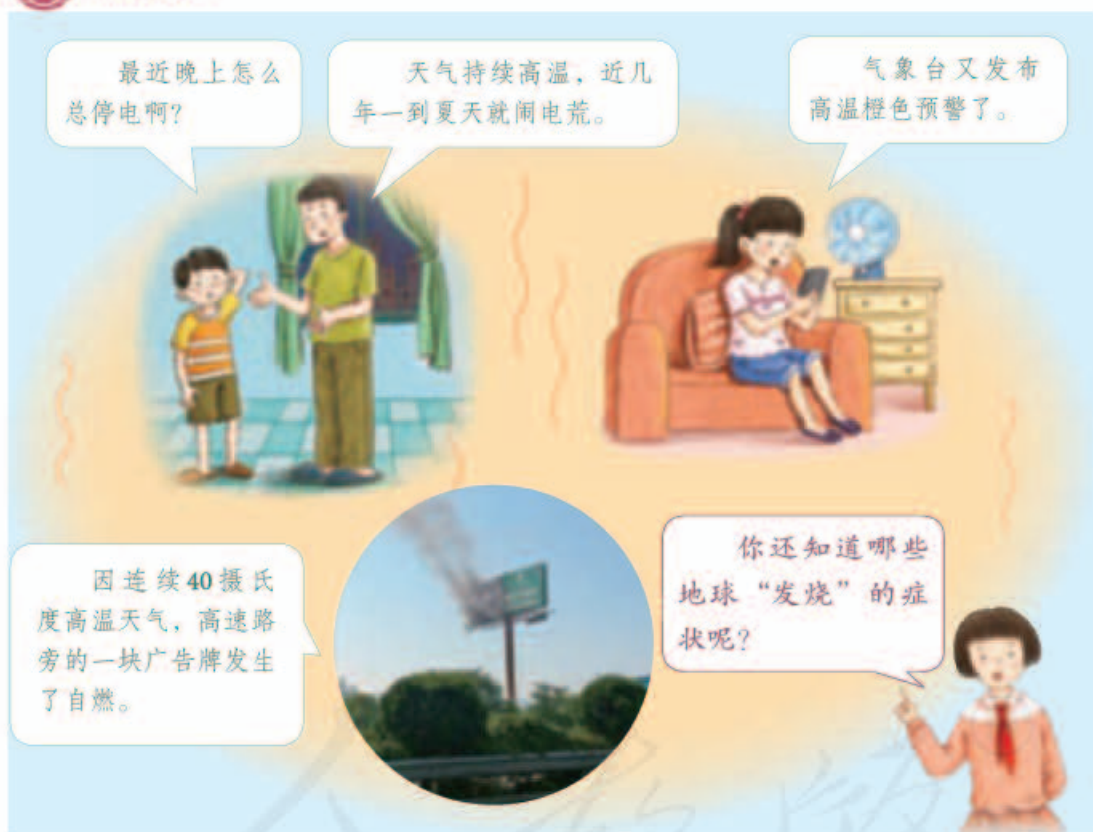 最近晚上怎么
总停电啊?
天气持续高温,近几
年一到夏天就闹电荒。
气象台又发布
高温橙色预警了。
因连续40摄氏
度高温天气,高速路
旁的一块广告牌发生
了自燃。
你还知道哪些
地球“发烧”的症
状呢?